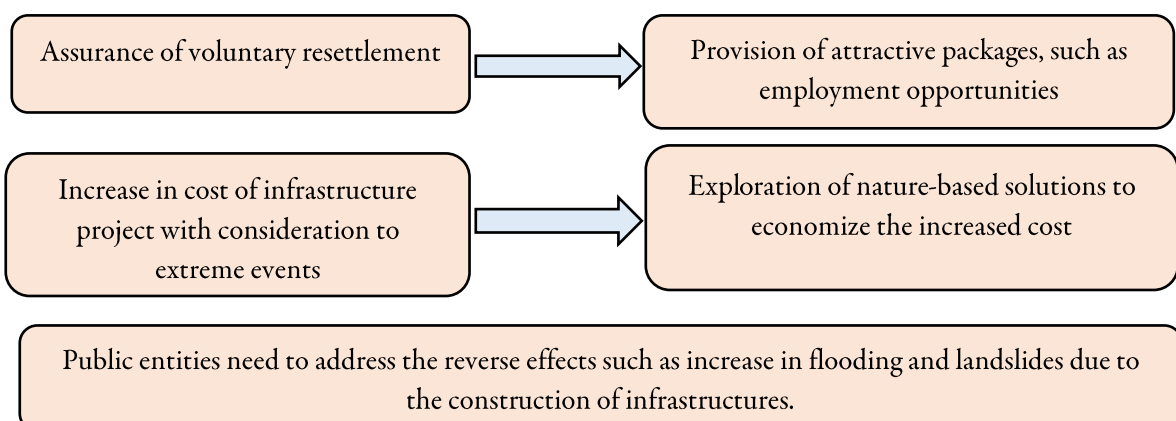 Assurance of voluntary resettlement
Provision of attractive packages, such as
employment opportunities
Increase in cost of infrastructure
project with consideration to
extreme events
Exploration of nature-based solutions to
economize the increased cost
Public entities need to address the reverse effects such as increase in flooding and landslides due to
the construction of infrastructures.